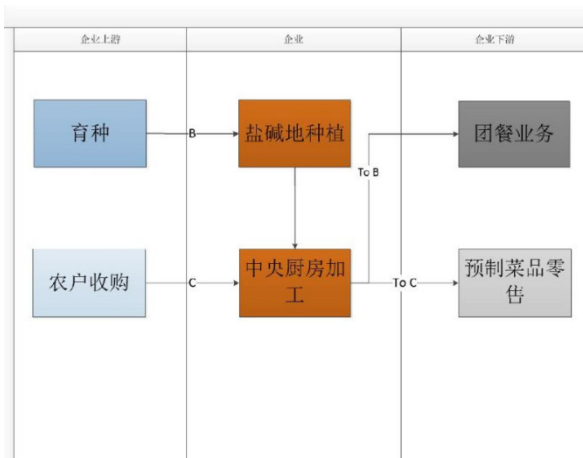 企业上游
企业
企业下游
育种
B
盐碱地种植
团餐业务
To B
农户收购
C
中央厨房加
工
To C
预制菜品零
售